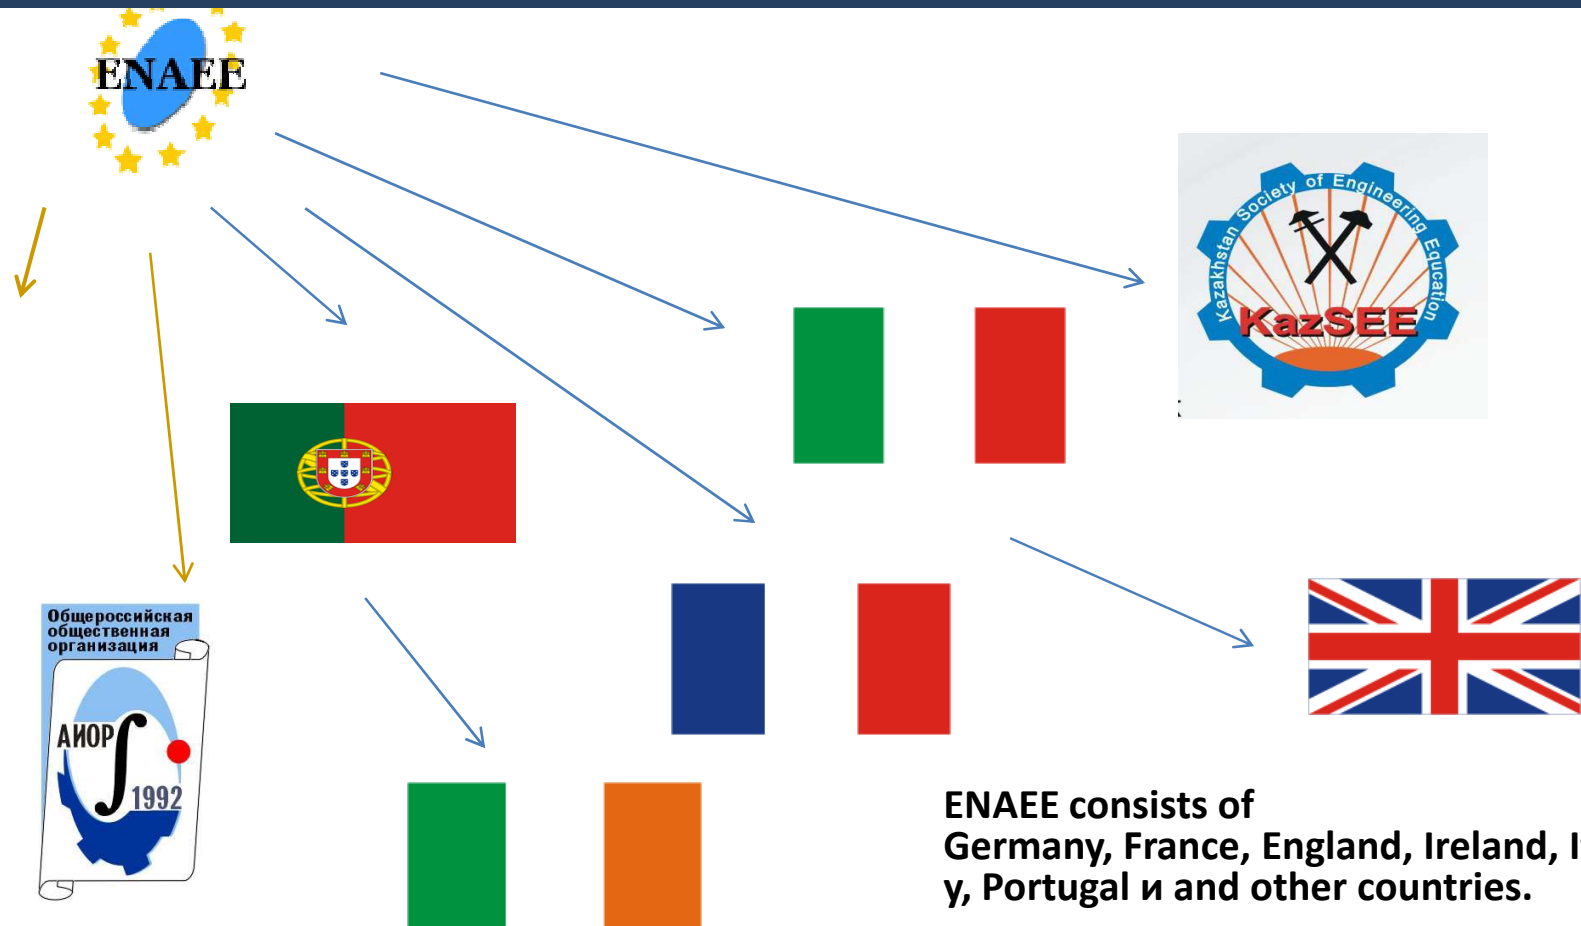 ENAEE
Kazakhstan Society of Engineering Equcation
KazSEE
Общероссийская
общественная
организация
АИОР
1992
ENAEE consists of
Germany, France, England, Ireland, I
y, Portugal и and other countries.